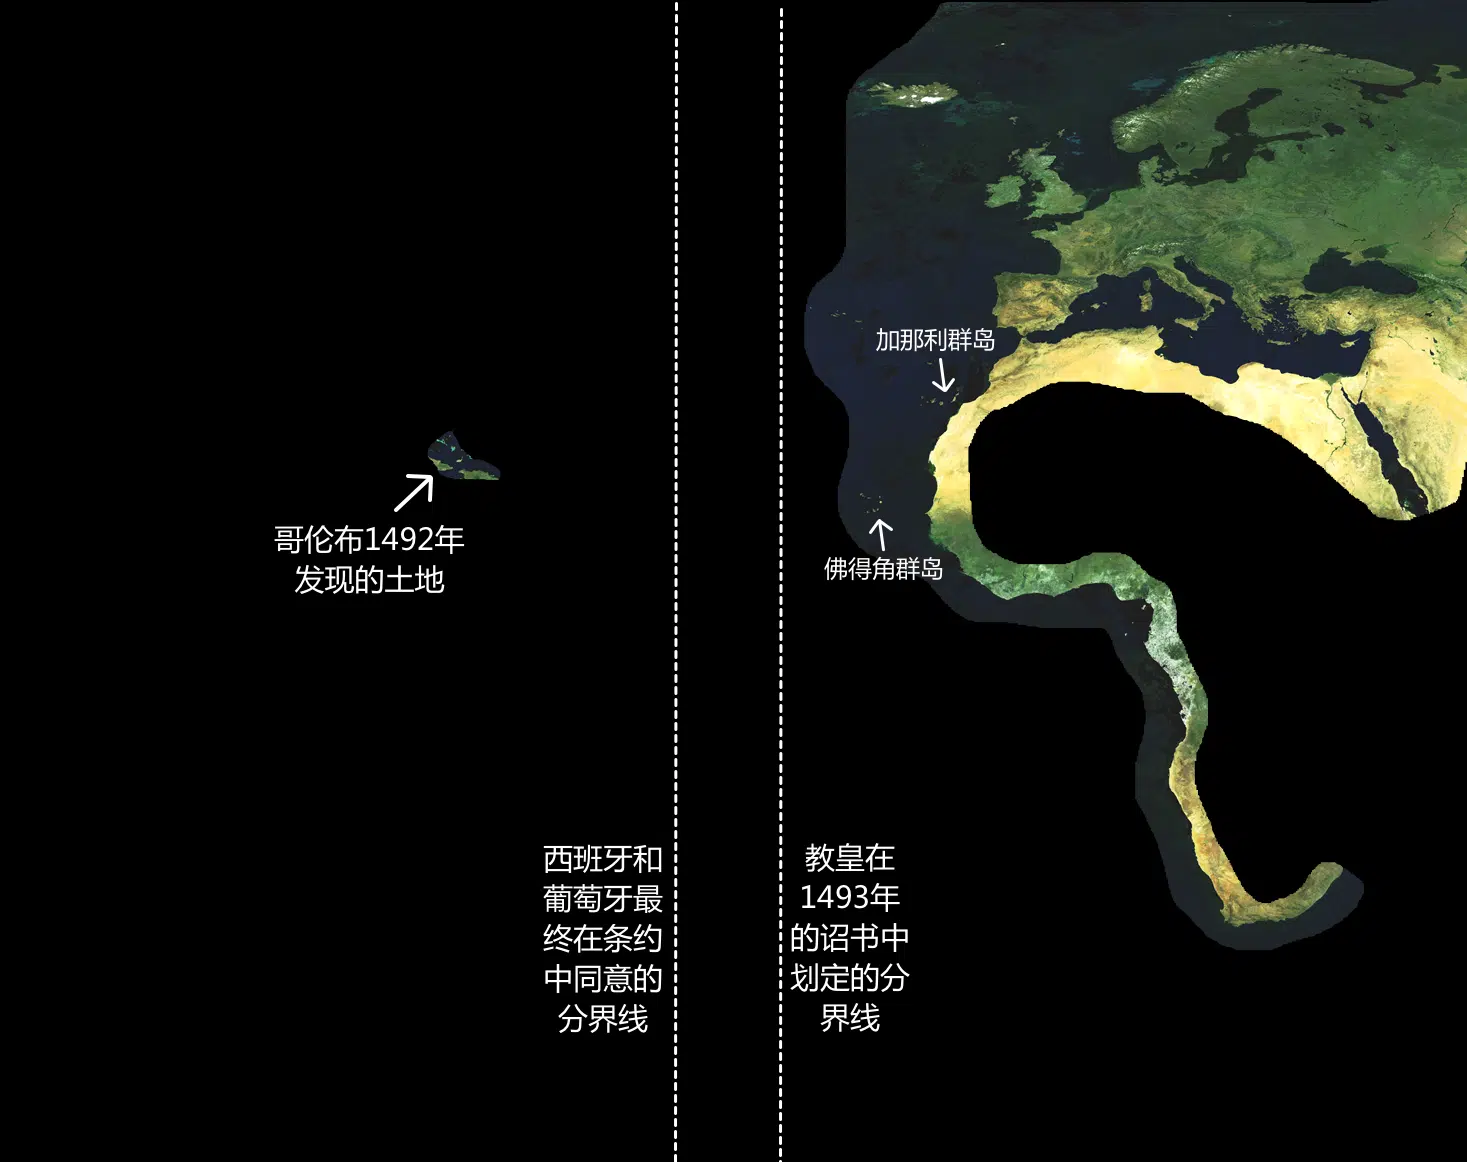 加那利群岛
哥伦布1492年
发现的土地
佛得角群岛
西班牙和
葡萄牙最
终在条约
中同意的
分界线
教皇在
1493年
的诏书中
划定的分
界线